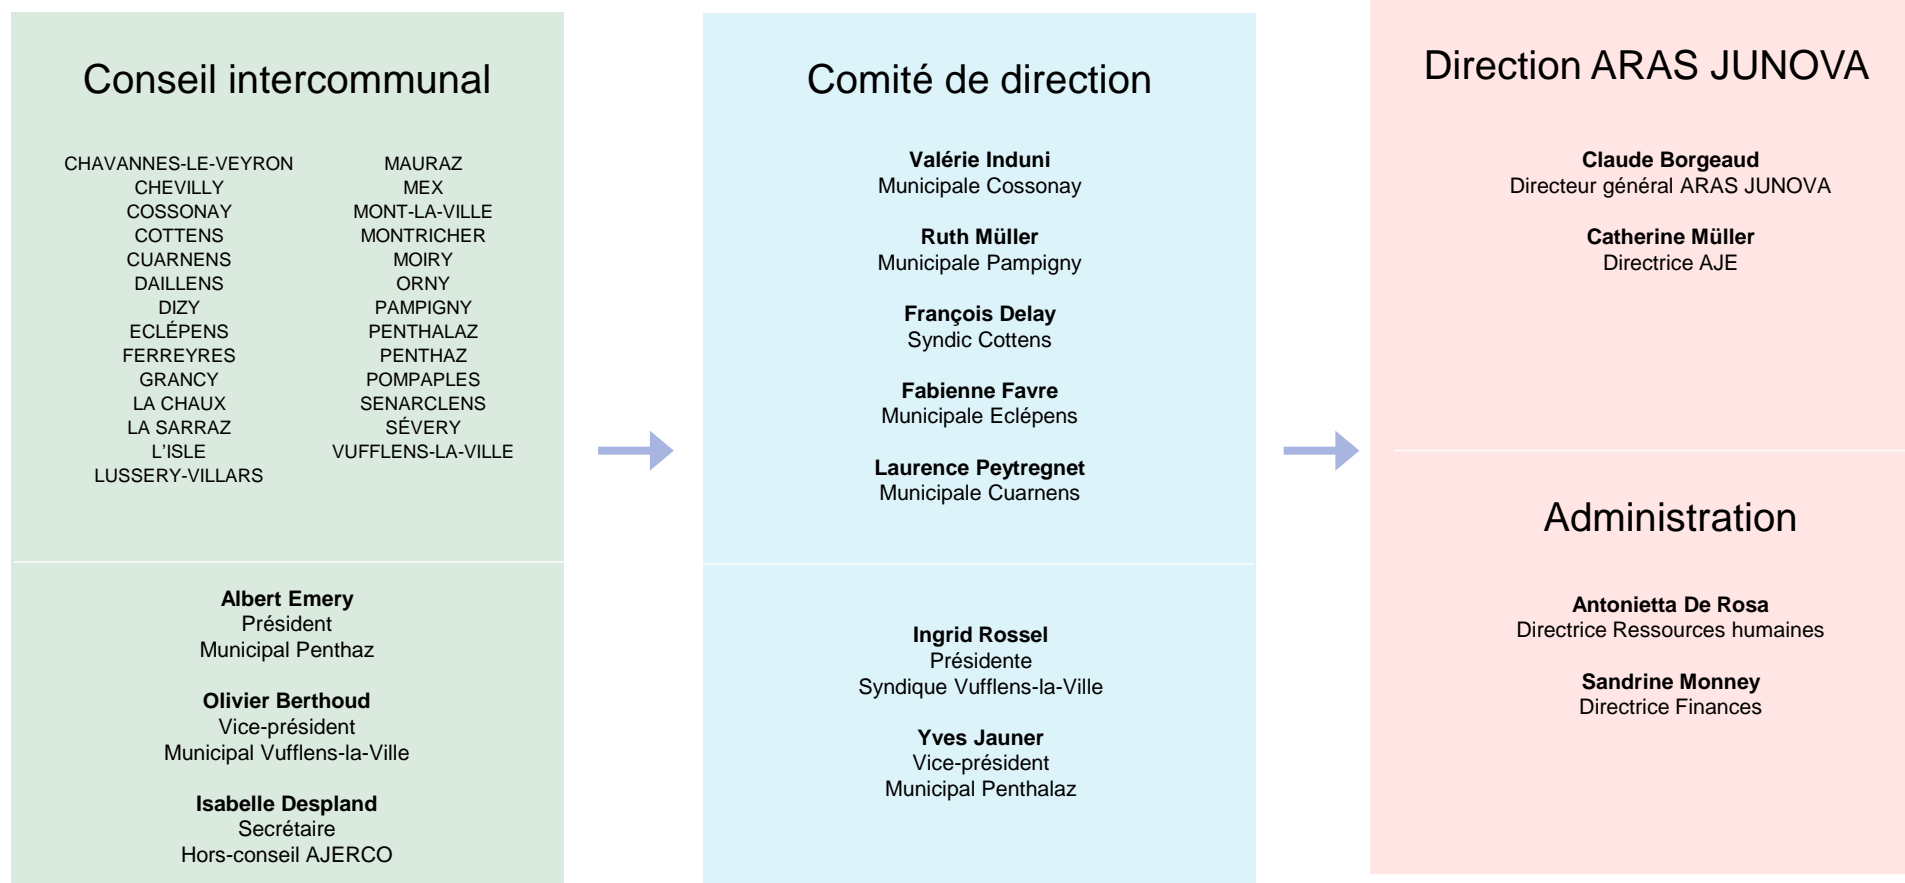 Conseil intercommunal
CHAVANNES-LE-VEYRON
CHEVILLY
COSSONAY
COTTENS
CUARNENS
DAILLENS
DIZY
ECLÉPENS
FERREYRES
GRANCY
LA CHAUX
LA SARRAZ
L'ISLE
LUSSERY-VILLARS
MAURAZ
MEX
MONT-LA-VILLE
MONTRICHER
MOIRY
ORNY
PAMPIGNY
PENTHALAZ
PENTHAZ
POMPAPLES
SENARCLENS
SÉVERY
VUFFLENS-LA-VILLE
Albert Emery
Président
Municipal Penthaz
Olivier Berthoud
Vice-président
Municipal Vufflens-la-Ville
Isabelle Despland
Secrétaire
Hors-conseil AJERCO
Comité de direction
Valérie Induni
Municipale Cossonay
Ruth Müller
Municipale Pampigny
François Delay
Syndic Cottens
Fabienne Favre
Municipale Eclépens
Laurence Peytregnet
Municipale Cuarnens
Ingrid Rossel
Présidente
Syndique Vufflens-la-Ville
Yves Jauner
Vice-président
Municipal Penthalaz
Direction ARAS JUNOVA
Claude Borgeaud
Directeur général ARAS JUNOVA
Catherine Müller
Directrice AJE
Administration
Antonietta De Rosa
Directrice Ressources humaines
Sandrine Monney
Directrice Finances